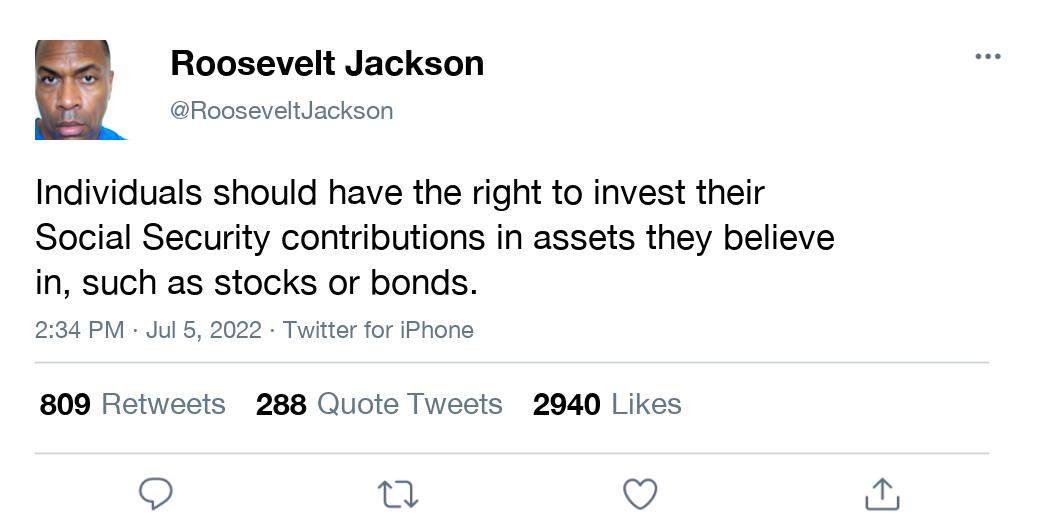 Roosevelt Jackson
@RooseveltJackson
Individuals should have the right to invest their
Social Security contributions in assets they believe
in, such as stocks or bonds.
2:34 PM · Jul 5, 2022 · Twitter for iPhone
809 Retweets 288 Quote Tweets 2940 Likes